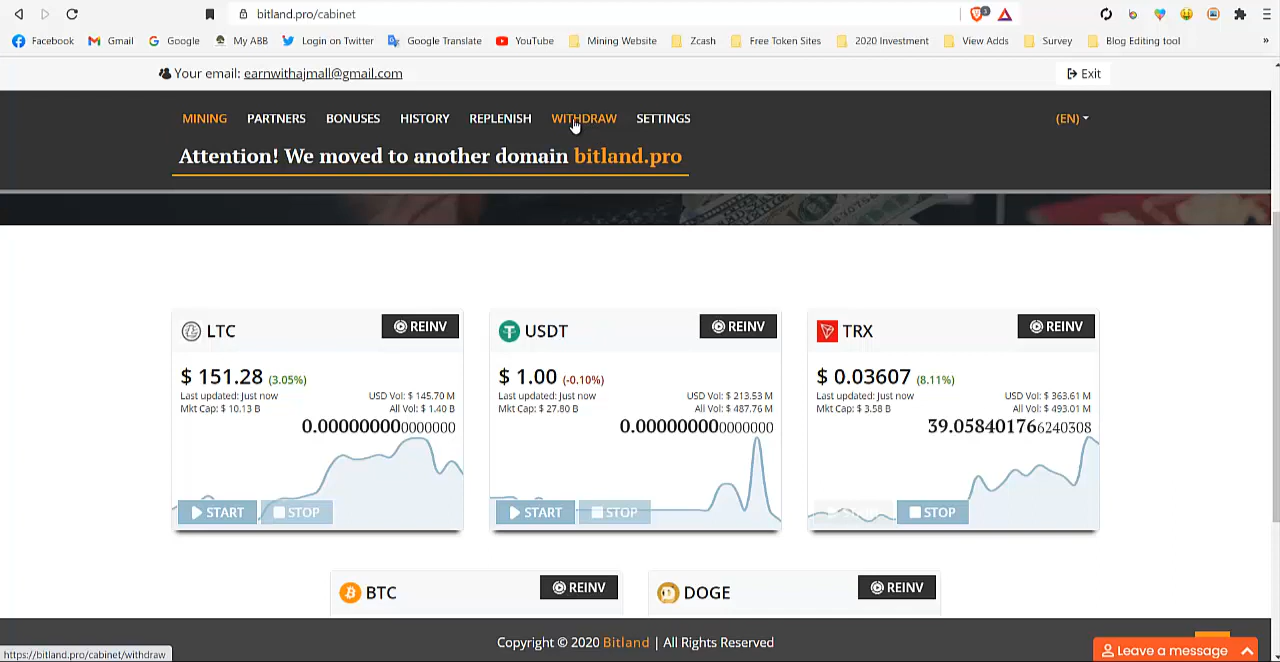 bitland.pro/cabinet
3
Facebook Gmail Google My ABB Login on Twitter Google Translate YouTube Mining Website Zcash Free Token Sites 2020 Investment View Adds Survey Blog Editing tool »
Your email: earnwithajmall@gmail.com Exit
MINING PARTNERS BONUSES HISTORY REPLENISH WITHDRAW SETTINGS (EN)
Attention! We moved to another domain bitland.pro
LTC REINV
$ 151.28 (3.05%)
Last updated: Just now USD Vol: $ 145.70 M
Mkt Cap: $ 10.13 B All Vol: $ 1.40 B
0.000000000000000
START STOP
USDT REINV
$ 1.00 (-0.10%)
Last updated: Just now USD Vol: $ 213.53 M
Mkt Cap: $ 27.80 B All Vol: $ 487.76 M
0.000000000000000
START STOP
TRX REINV
$ 0.03607 (8.11%)
Last updated: Just now USD Vol: $ 363.61 M
Mkt Cap: $ 3.58 B All Vol: $ 493.01 M
39.058401766240308
STOP
BTC REINV
DOGE REINV
Copyright © 2020 Bitland | All Rights Reserved
https://bitland.pro/cabinet/withdraw
Leave a message